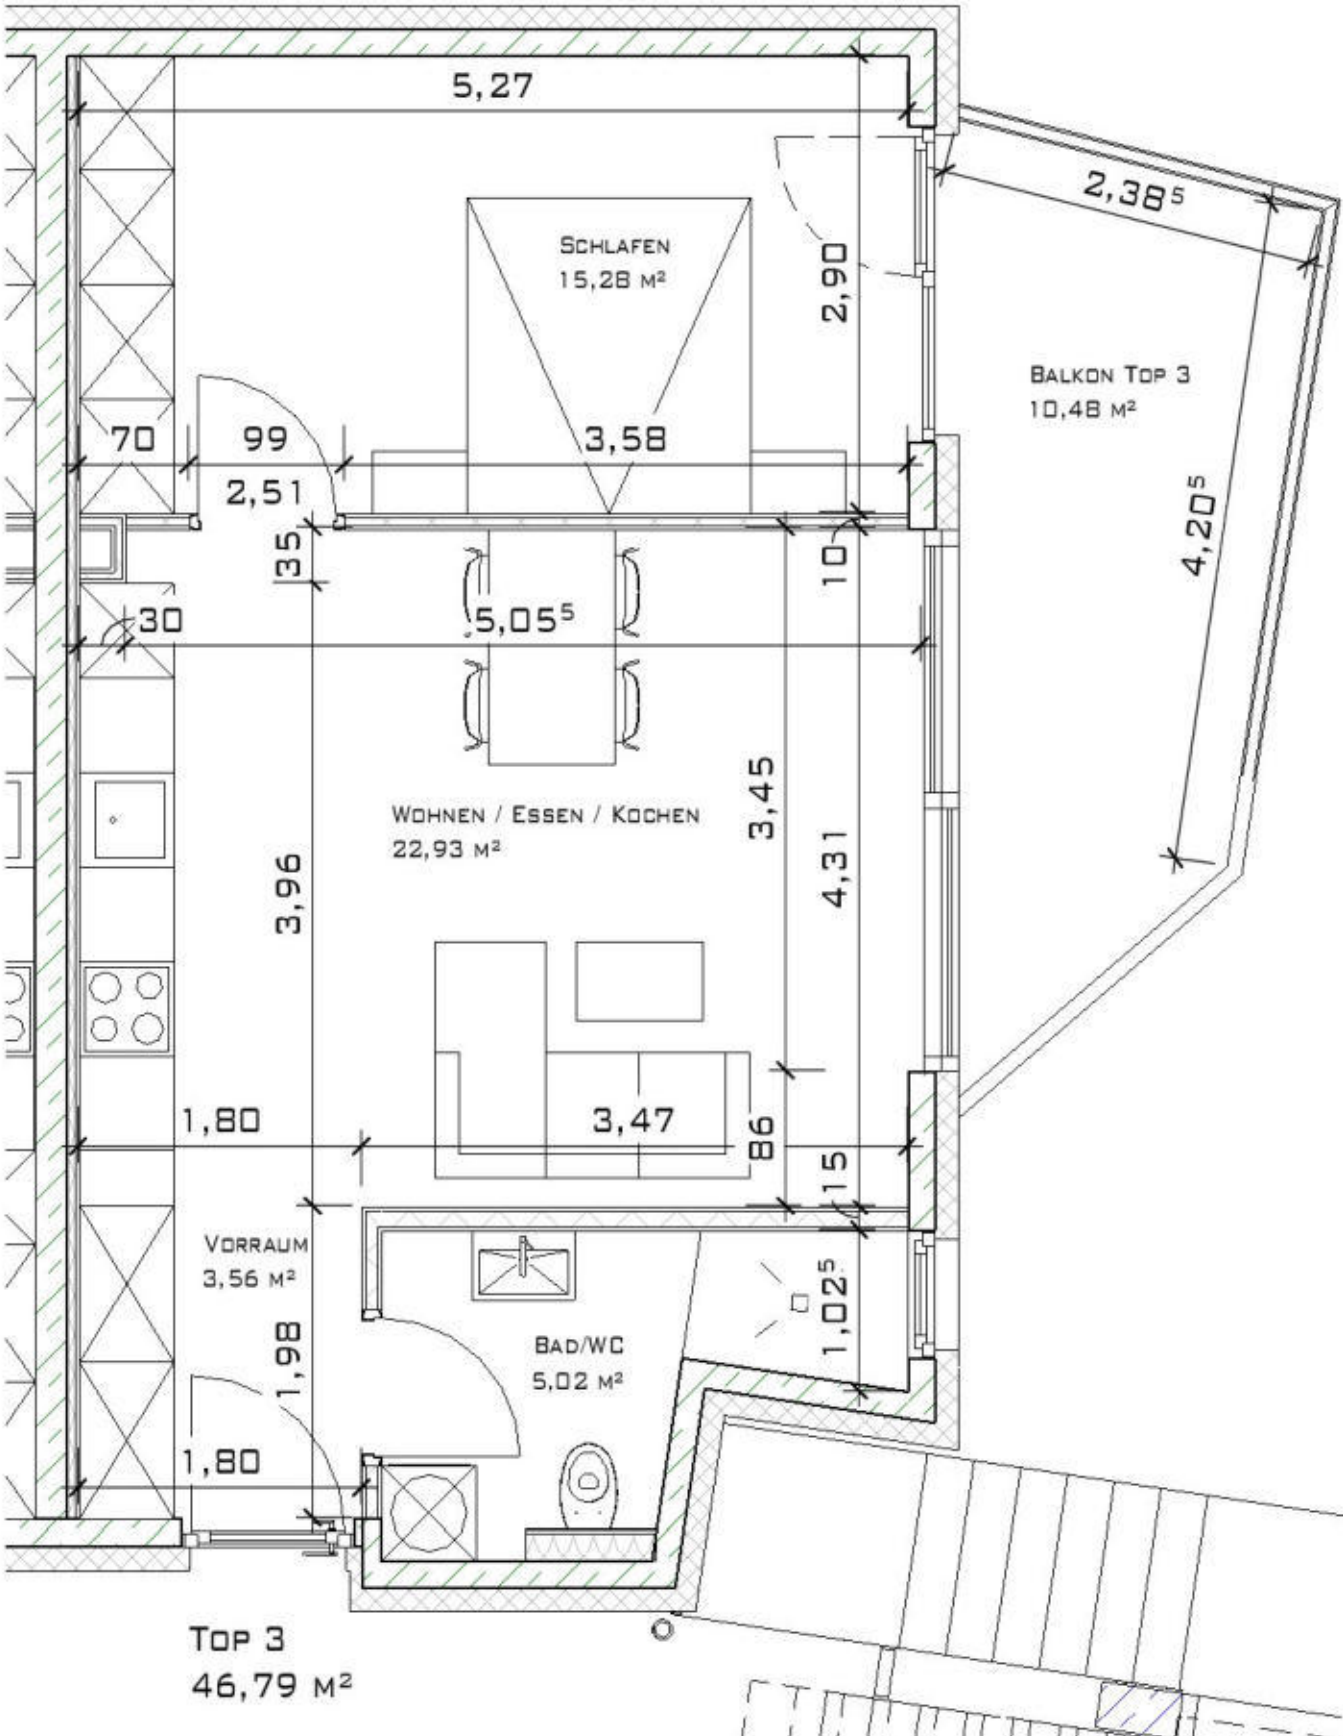 5,27
2,38⁵
SCHLAFEN
15,28 M²
2,90
BALKON TOP 3
10,48 M²
70
99
3,58
2,51
4,20⁵
35
10
30
5,05⁵
3,45
WOHNEN / ESSEN / KOCHEN
22,93 M²
4,31
3,96
1,80
3,47
86
15
VORRAUM
3,56 M²
1,02⁵
1,98
BAD/WC
5,02 M²
1,80
TOP 3
46,79 M²